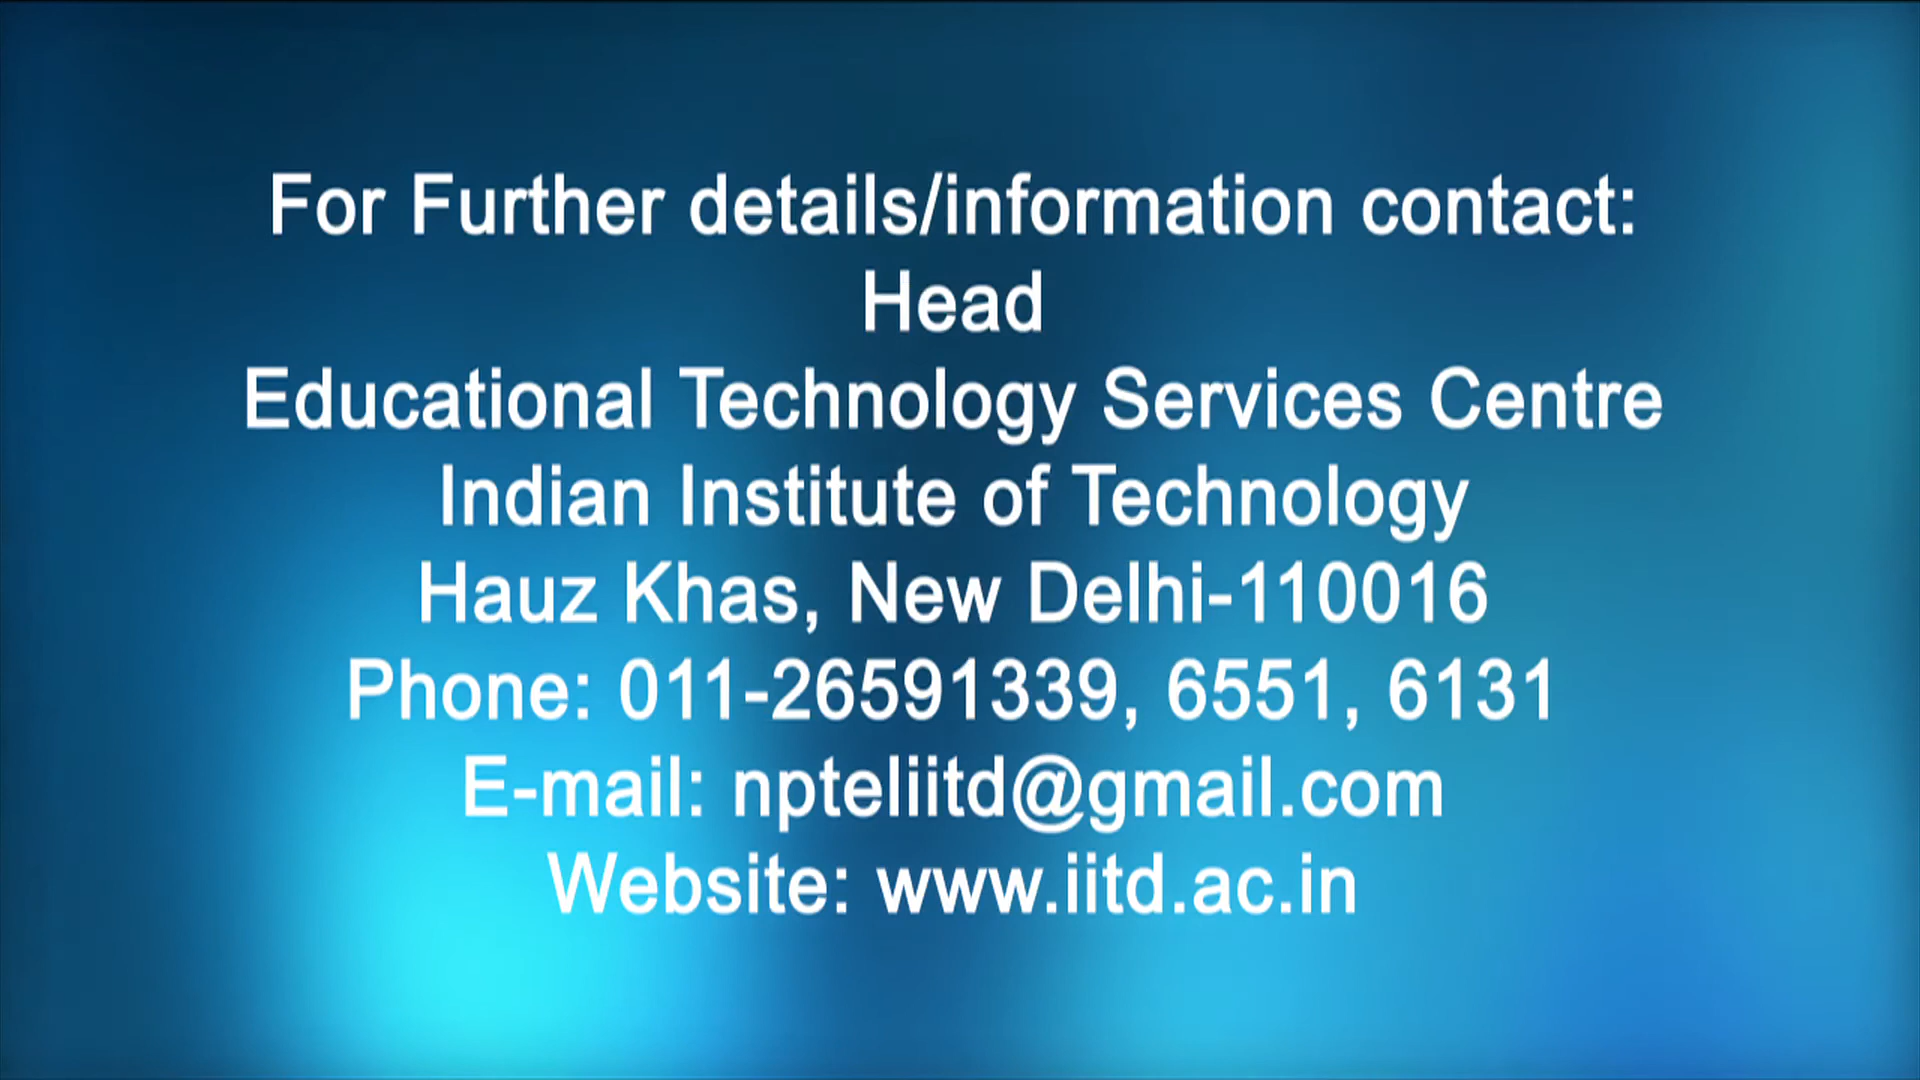 For Further details/information contact:
Head
Educational Technology Services Centre
Indian Institute of Technology
Hauz Khas, New Delhi-110016
Phone: 011-26591339, 6551, 6131
E-mail: npteliitd@gmail.com
Website: www.iitd.ac.in